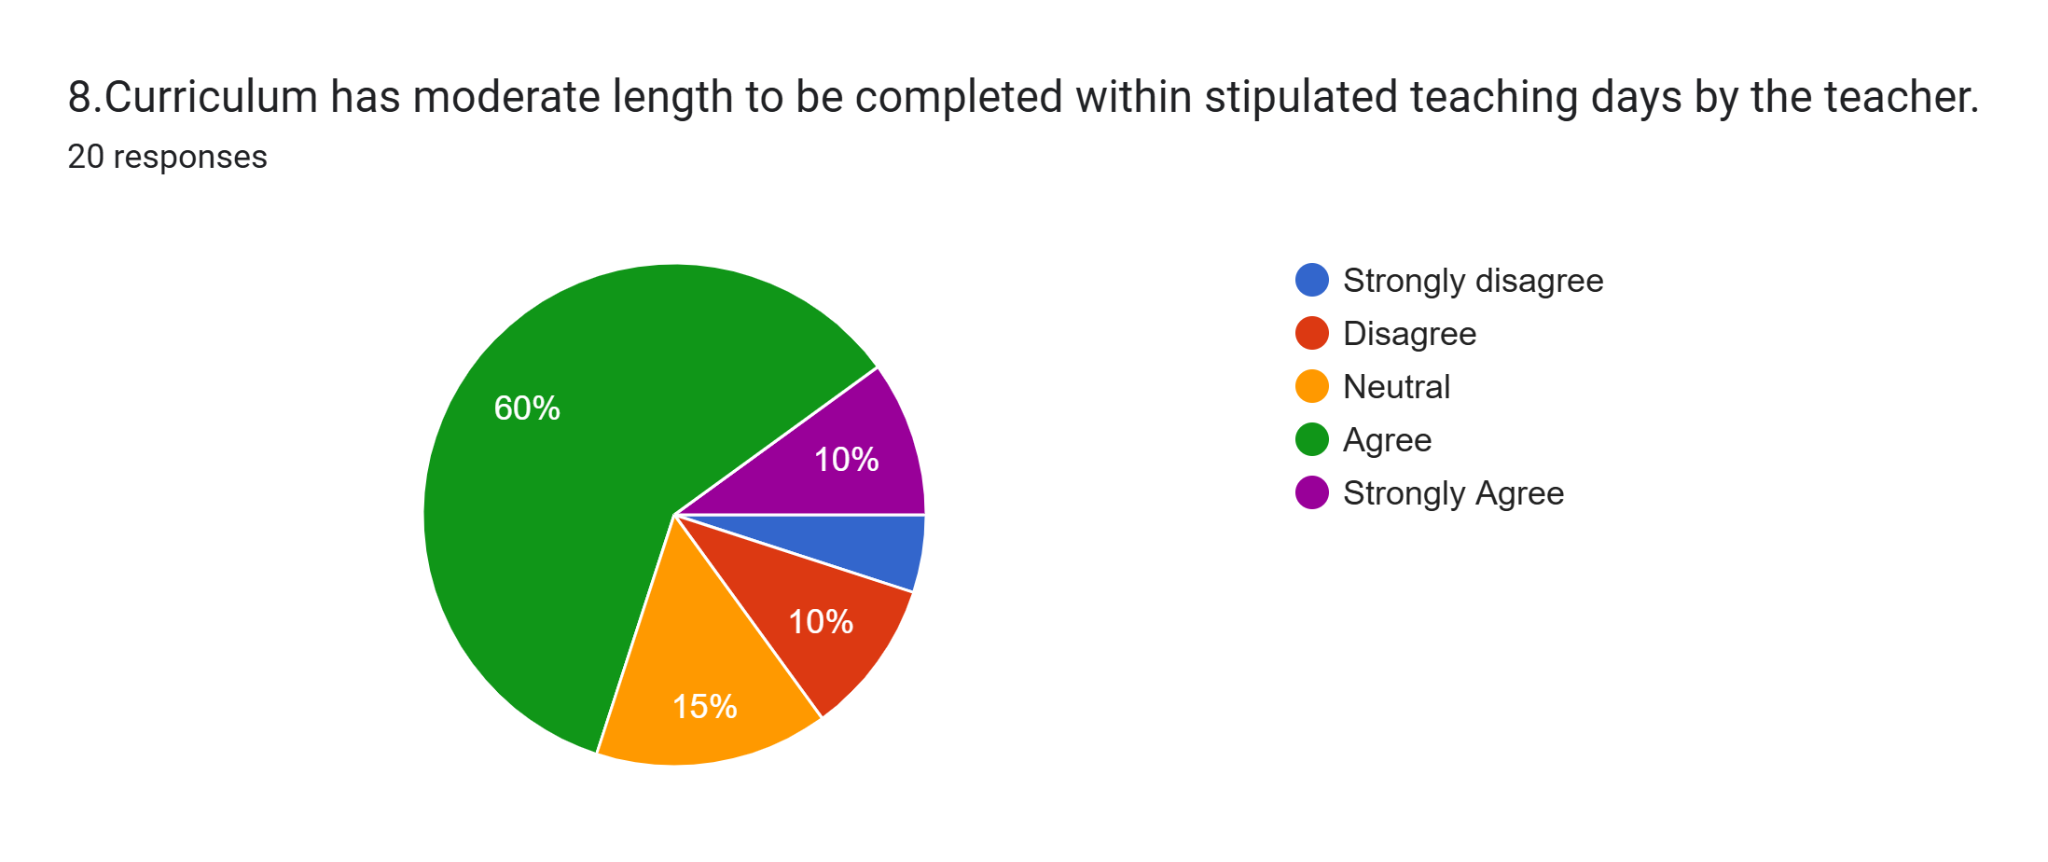 8.Curriculum has moderate length to be completed within stipulated teaching days by the teacher.
20 responses
60%
10%
10%
15%
Strongly disagree
Disagree
Neutral
Agree
Strongly Agree